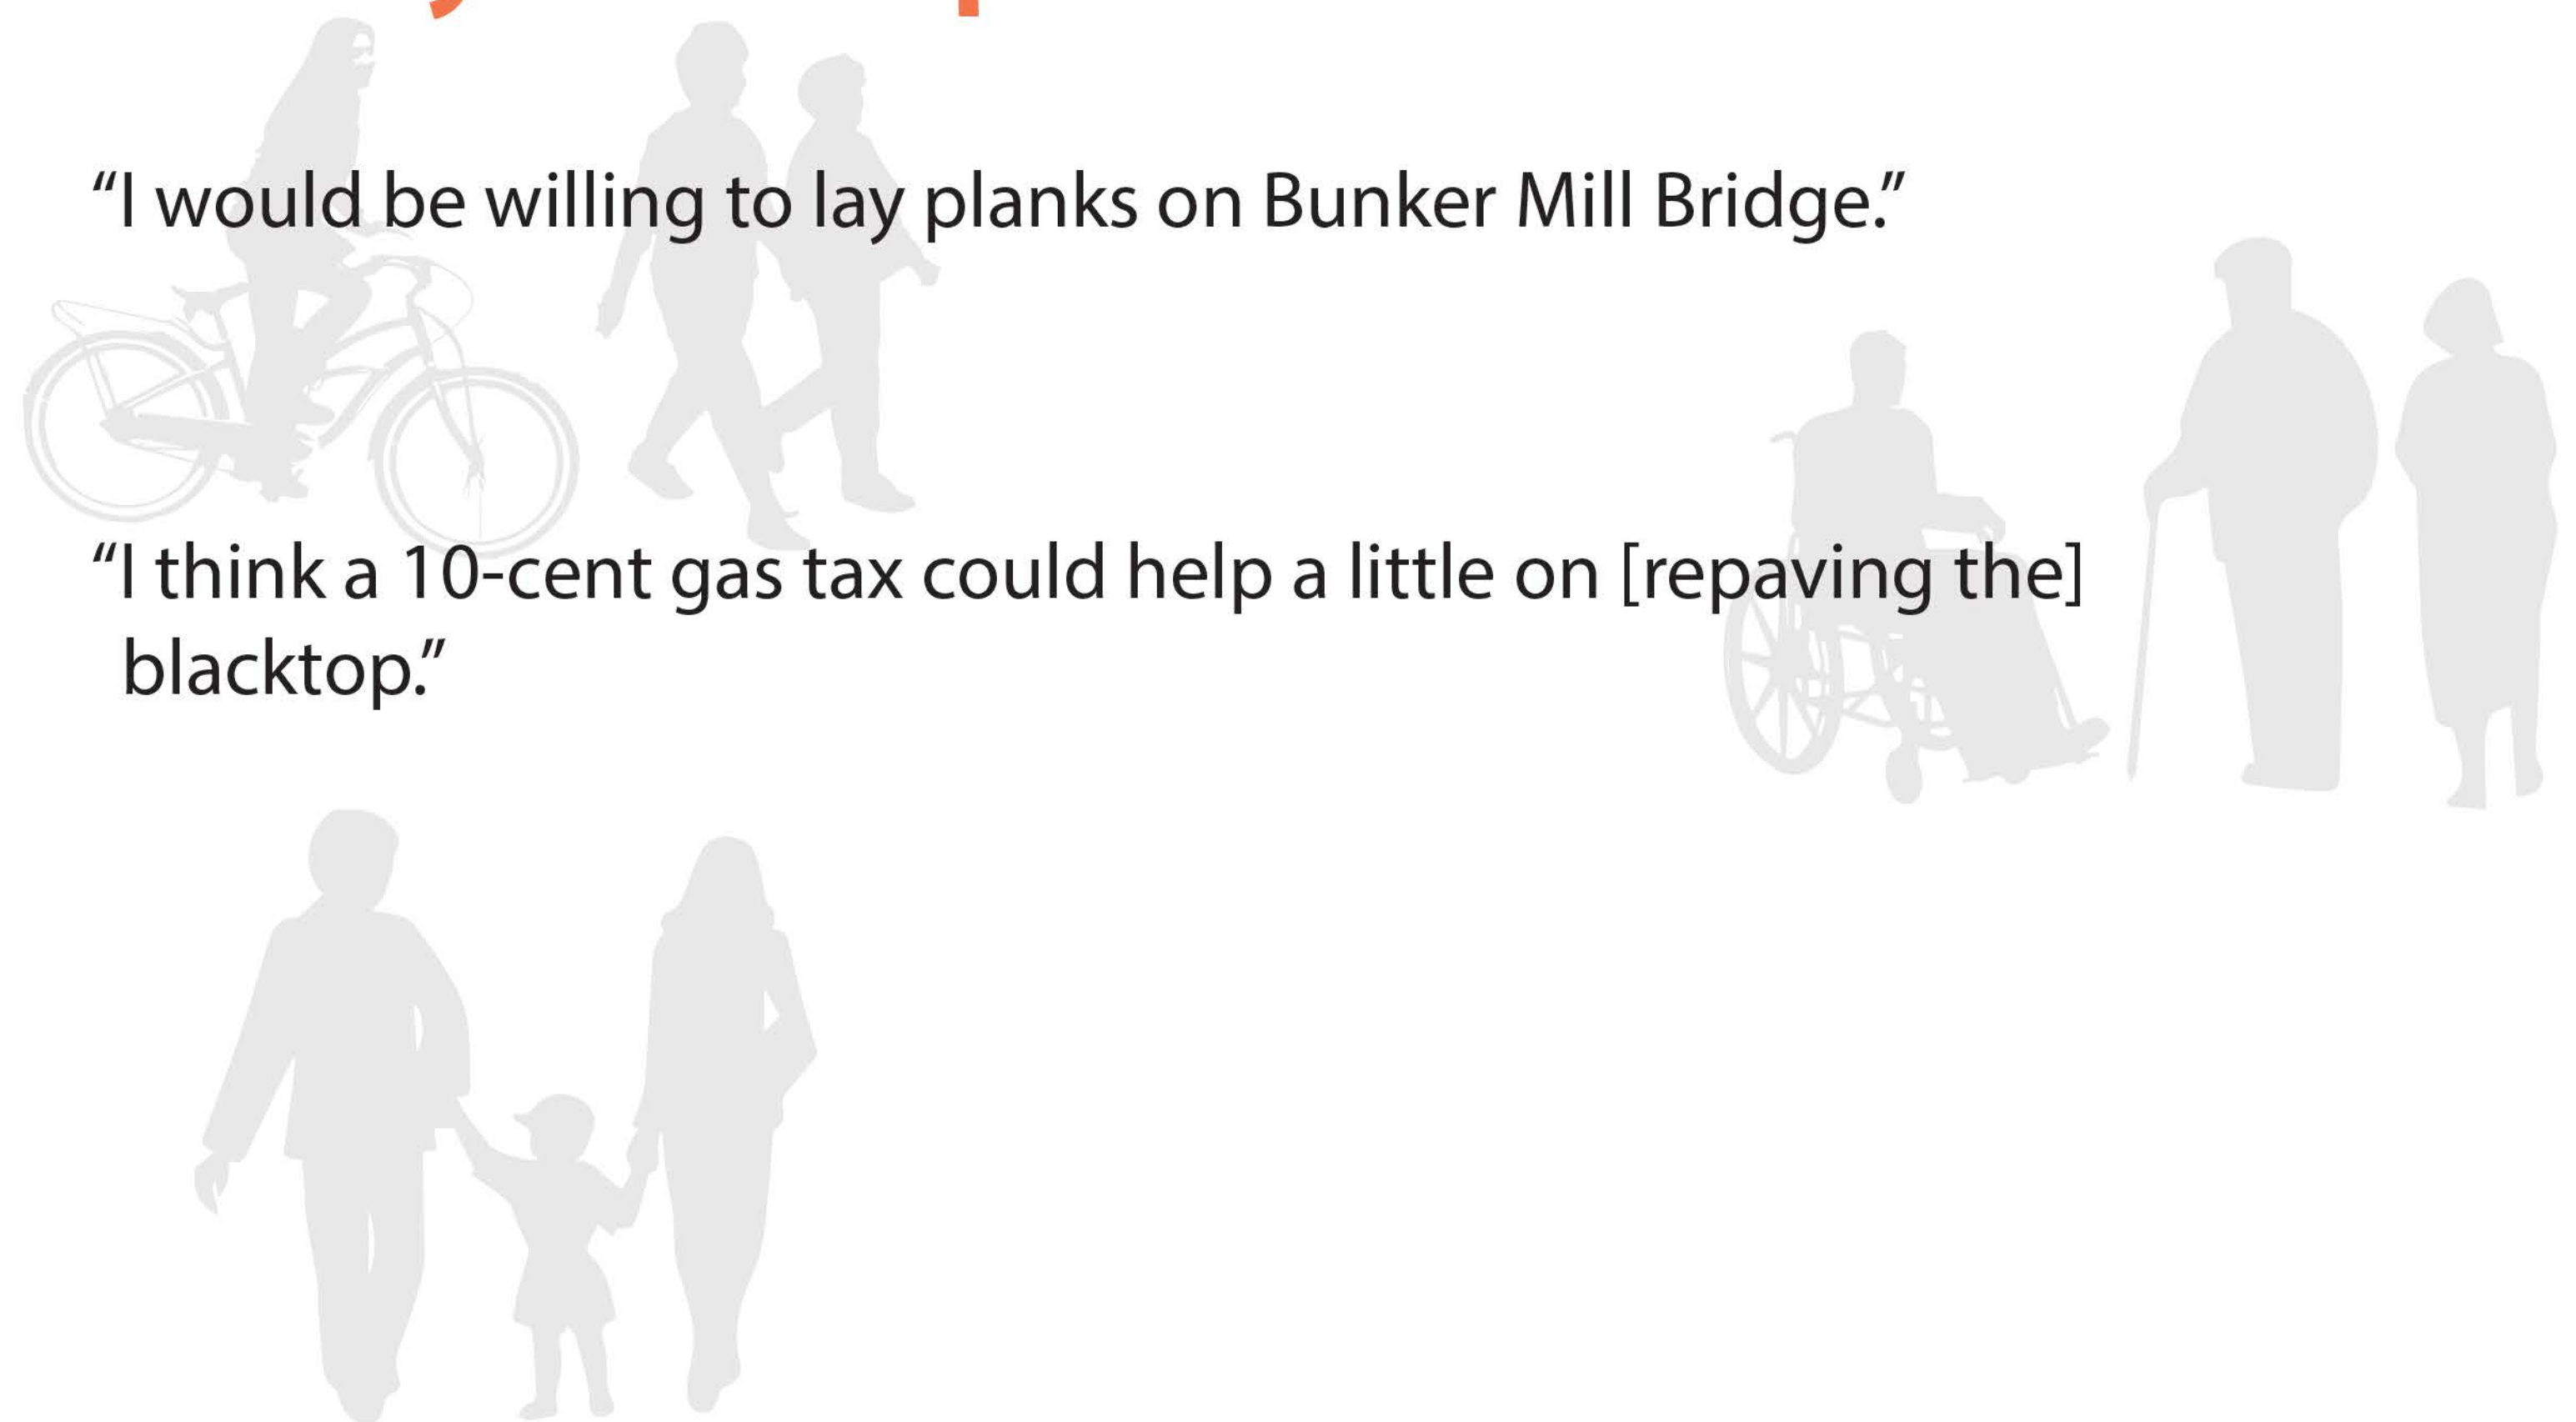 “I would be willing to lay planks on Bunker Mill Bridge.”
“I think a 10-cent gas tax could help a little on [repaving the]
blacktop.”